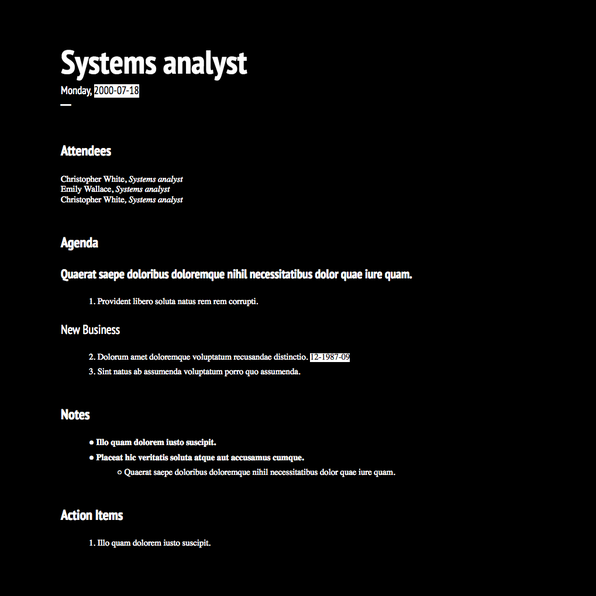 Systems analyst
Monday, 2000-07-18
Attendees
Christopher White, Systems analyst
Emily Wallace, Systems analyst
Christopher White, Systems analyst
Agenda
Quaerat saepe doloribus doloremque nihil necessitatibus dolor quae iure quam.
1. Provident libero soluta natus rem rem corrupti.
New Business
2. Dolorum amet doloremque voluptatum recusandae distinctio. 12-1987-09
3. Sint natus ab assumenda voluptatum porro quo assumenda.
Notes
● Illo quam dolorem iusto suscipit.
● Placeat hic veritatis soluta atque aut accusamus cumque.
○ Quaerat saepe doloribus doloremque nihil necessitatibus dolor quae iure quam.
Action Items
1. Illo quam dolorem iusto suscipit.